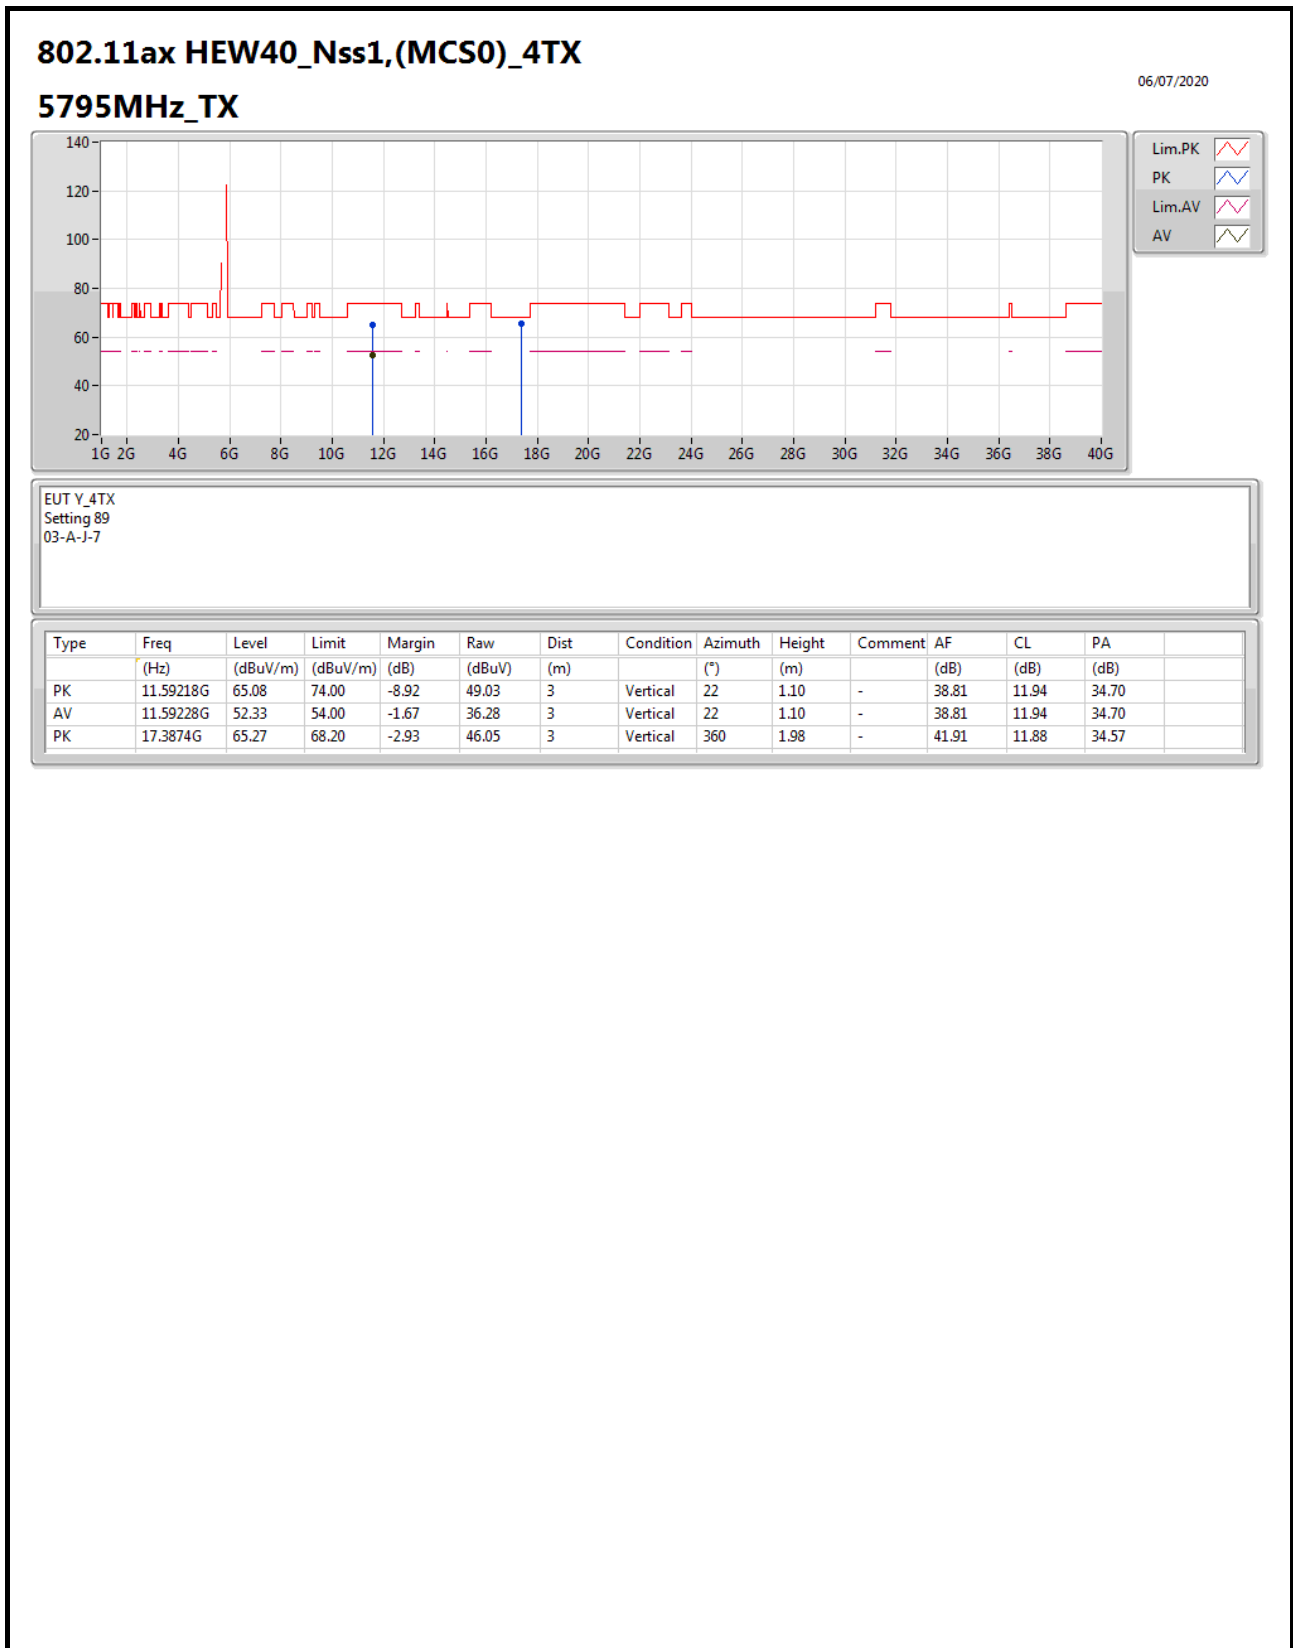 802.11ax HEW40_Nss1,(MCS0)_4TX
06/07/2020
5795MHz_TX
140
120
100
80
60
40
20
1G 2G 4G 6G 8G 10G 12G 14G 16G 18G 20G 22G 24G 26G 28G 30G 32G 34G 36G 38G 40G
Lim.PK
PK
Lim.AV
AV
EUT Y_4TX
Setting 89
03-A-J-7
Type Freq Level Limit Margin Raw Dist Condition Azimuth Height Comment AF CL PA
(Hz) (dBuV/m) (dBuV/m) (dB) (dBuV) (m) (°) (m) (dB) (dB) (dB)
PK 11.59218G 65.08 74.00 -8.92 49.03 3 Vertical 22 1.10 - 38.81 11.94 34.70
AV 11.59228G 52.33 54.00 -1.67 36.28 3 Vertical 22 1.10 - 38.81 11.94 34.70
PK 17.3874G 65.27 68.20 -2.93 46.05 3 Vertical 360 1.98 - 41.91 11.88 34.57